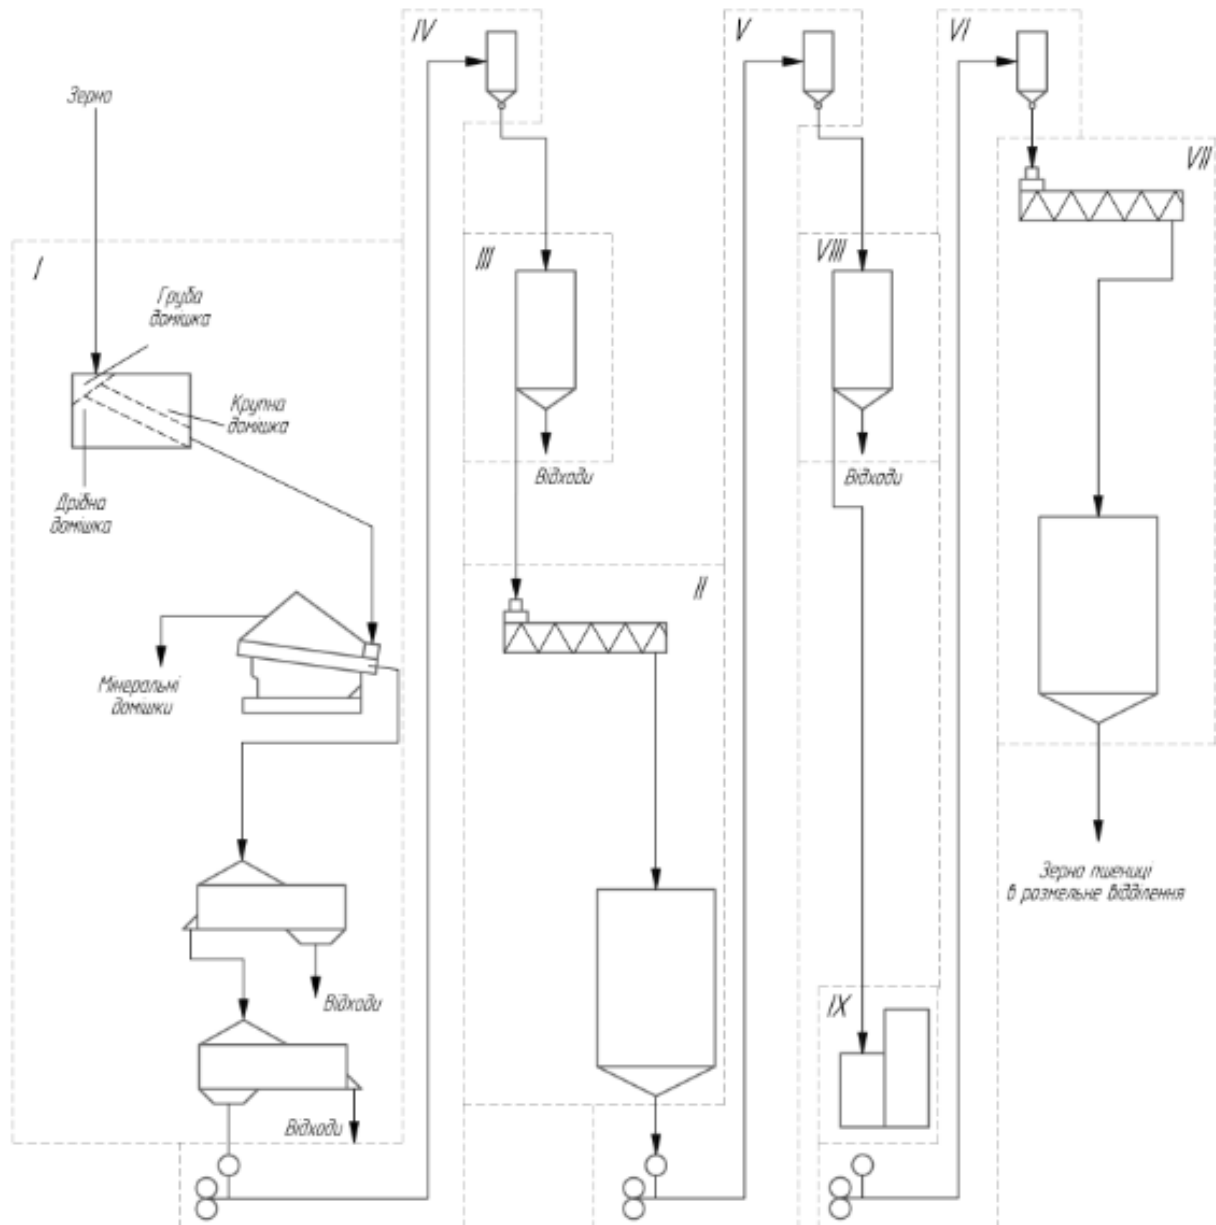 IV
V
VI
Зерно
VII
I
III
VIII
Груба
домішка
Крупна
домішка
Відходи
Відходи
Дрібна
домішка
II
Мінеральні
домішки
Зерно пшениці
в размельне відділення
Відходи
IX
Відходи